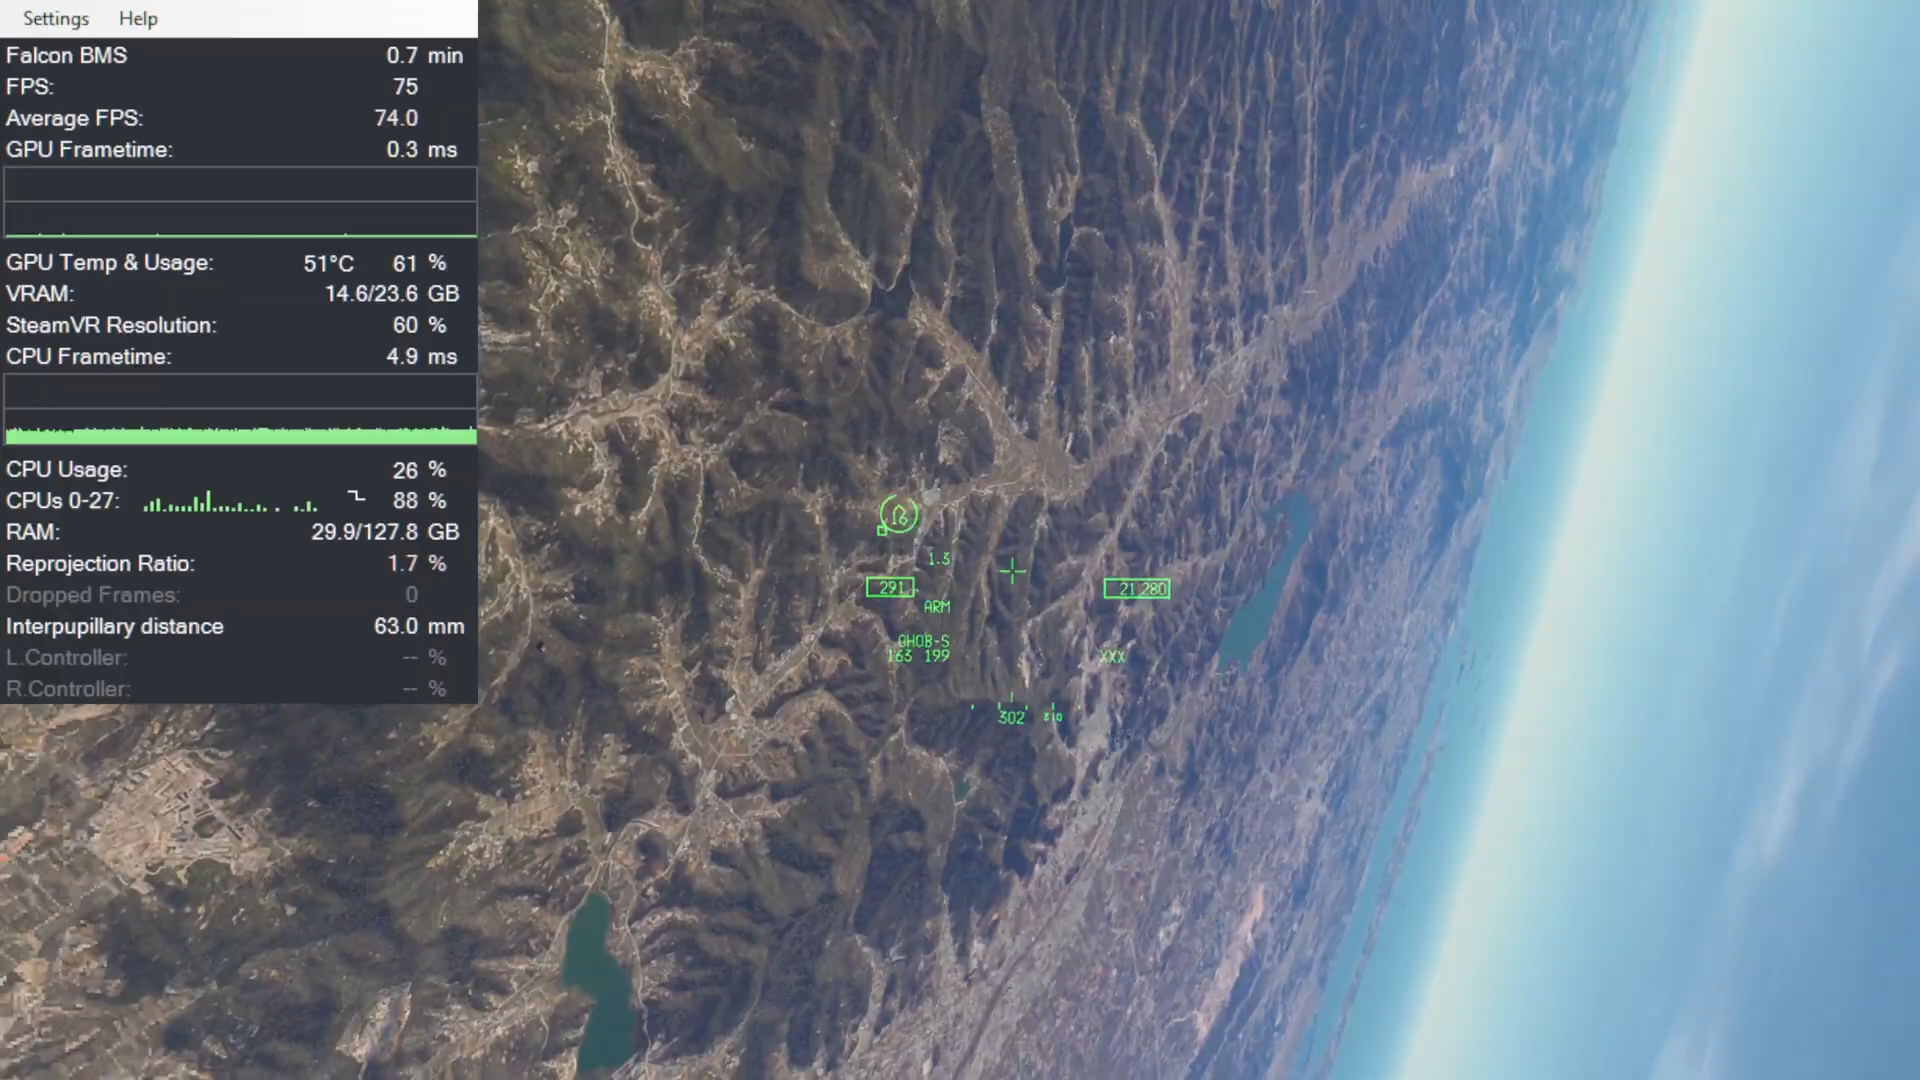 Settings Help
Falcon BMS 0.7 min
FPS: 75
Average FPS: 74.0
GPU Frametime: 0.3 ms
GPU Temp & Usage: 51°C 61 %
VRAM: 14.6/23.6 GB
SteamVR Resolution: 60 %
CPU Frametime: 4.9 ms
CPU Usage: 26 %
CPUs 0-27: 88 %
RAM: 29.9/127.8 GB
Reprojection Ratio: 1.7 %
Dropped Frames: 0
Interpupillary distance 63.0 mm
L.Controller: -- %
R.Controller: -- %
16
1.3
291
21,280
ARM
163 199
XXX
302 310